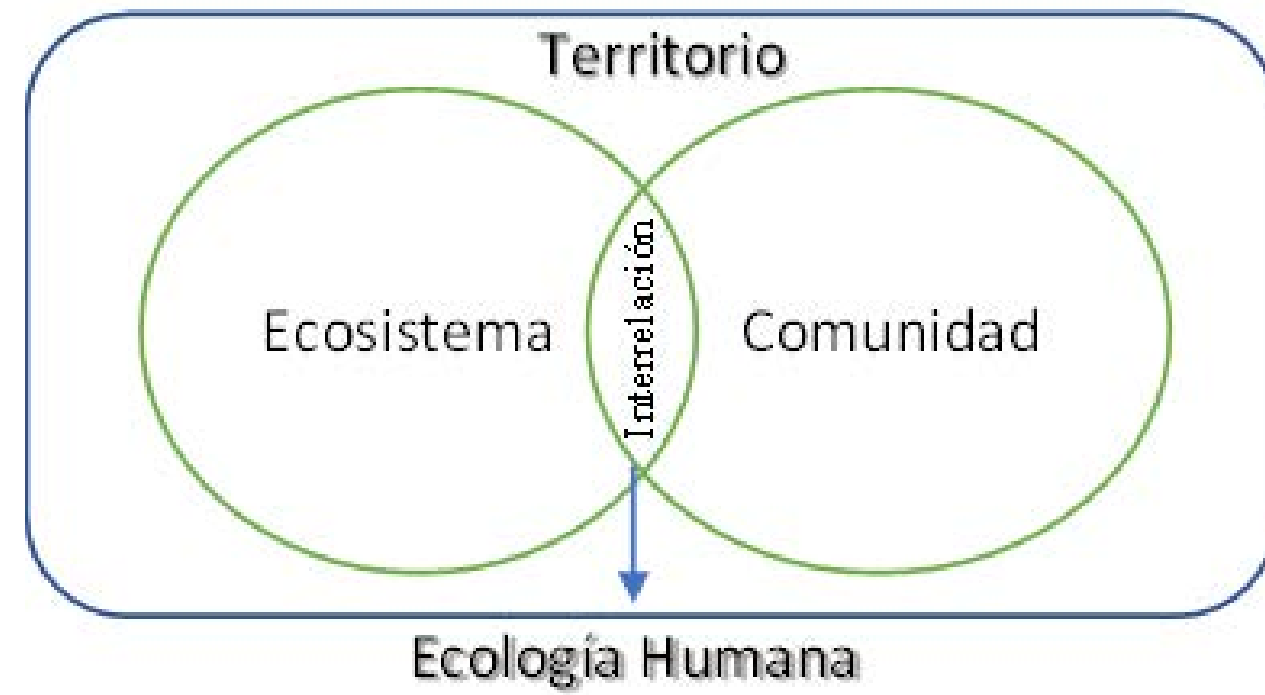 Territorio
Ecosistema
Interrelación
Comunidad
Ecología Humana